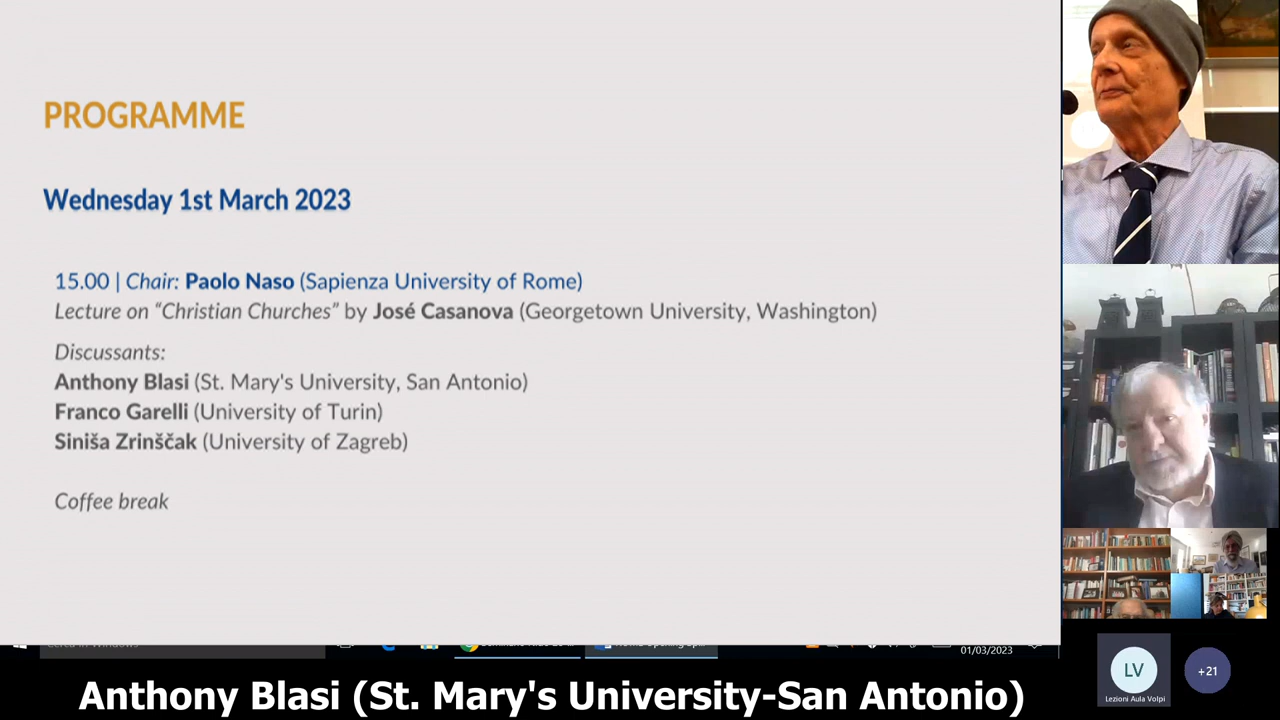 PROGRAMME
Wednesday 1st March 2023
15.00 | Chair: Paolo Naso (Sapienza University of Rome)
Lecture on “Christian Churches” by José Casanova (Georgetown University, Washington)
Discussants:
Anthony Blasi (St. Mary's University, San Antonio)
Franco Garelli (University of Turin)
Siniša Zrinščak (University of Zagreb)
Coffee break
01/03/2023
LV
+21
Lezioni Aula Volpi
Anthony Blasi (St. Mary's University-San Antonio)